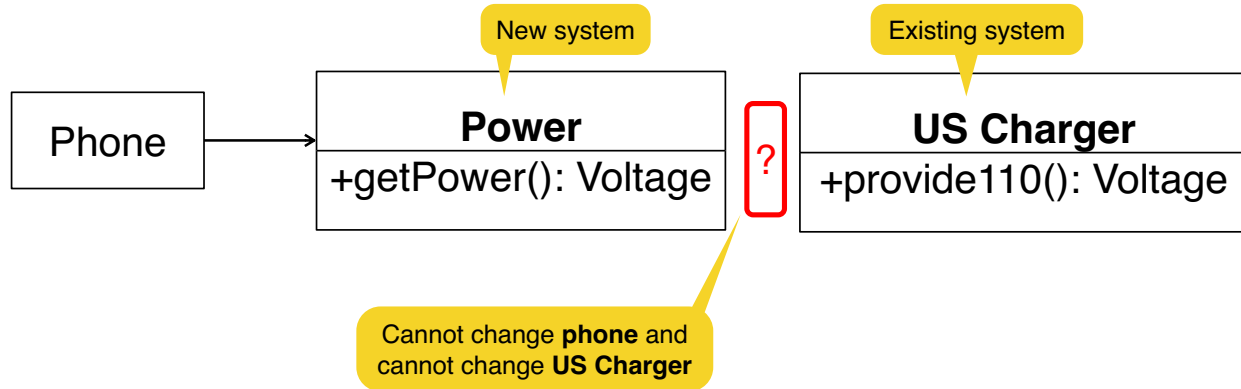 New system
Existing system
Phone
Power
+getPower(): Voltage
?
US Charger
+provide110(): Voltage
Cannot change phone and
cannot change US Charger